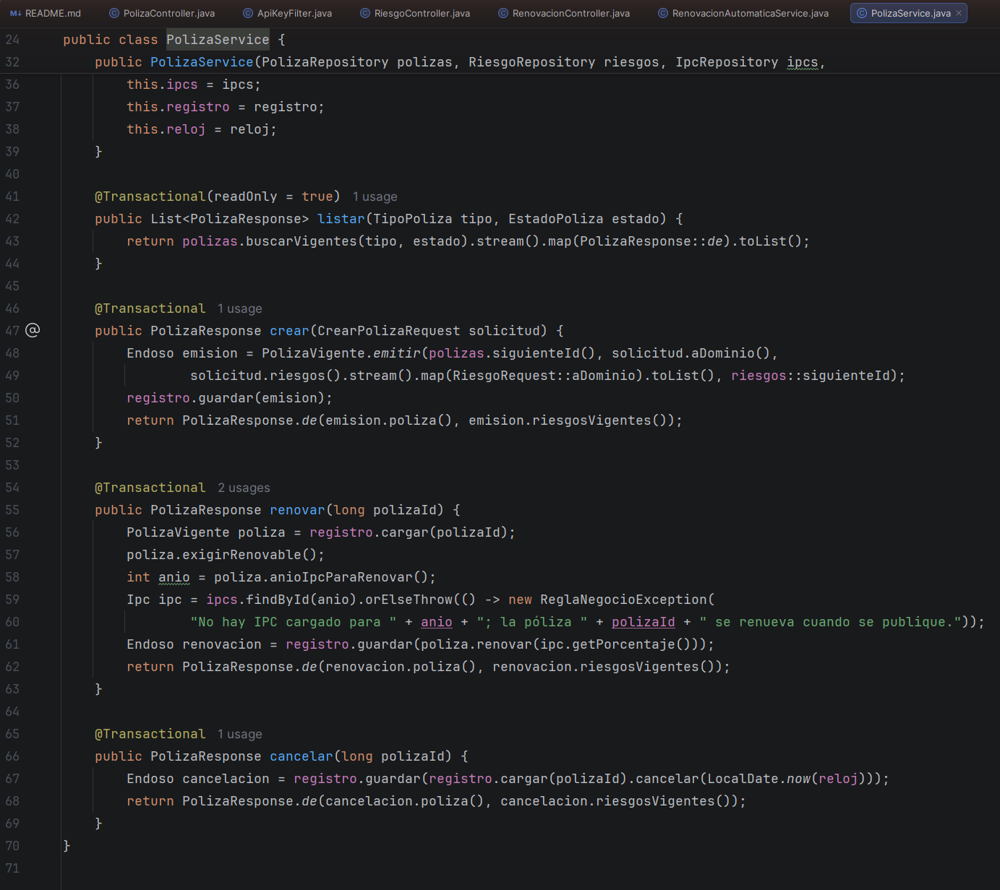 M↓ README.md PolizaController.java ApiKeyFilter.java RiesgoController.java RenovacionController.java RenovacionAutomaticaService.java PolizaService.java ×
24 public class PolizaService {
32 public PolizaService(PolizaRepository polizas, RiesgoRepository riesgos, IpcRepository ipcs,
36 this.ipcs = ipcs;
37 this.registro = registro;
38 this.reloj = reloj;
39 }
40
41 @Transactional(readOnly = true) 1 usage
42 public List<PolizaResponse> listar(TipoPoliza tipo, EstadoPoliza estado) {
43 return polizas.buscarVigentes(tipo, estado).stream().map(PolizaResponse::de).toList();
44 }
45
46 @Transactional 1 usage
47 @ public PolizaResponse crear(CrearPolizaRequest solicitud) {
48 Endoso emision = PolizaVigente.emitir(polizas.siguienteId(), solicitud.aDominio(),
49 solicitud.riesgos().stream().map(RiesgoRequest::aDominio).toList(), riesgos::siguienteId);
50 registro.guardar(emision);
51 return PolizaResponse.de(emision.poliza(), emision.riesgosVigentes());
52 }
53
54 @Transactional 2 usages
55 public PolizaResponse renovar(long polizaId) {
56 PolizaVigente poliza = registro.cargar(polizaId);
57 poliza.exigirRenovable();
58 int anio = poliza.anioIpcParaRenovar();
59 Ipc ipc = ipcs.findById(anio).orElseThrow(() -> new ReglaNegocioException(
60 "No hay IPC cargado para " + anio + "; la póliza " + polizaId + " se renueva cuando se publique."));
61 Endoso renovacion = registro.guardar(poliza.renovar(ipc.getPorcentaje()));
62 return PolizaResponse.de(renovacion.poliza(), renovacion.riesgosVigentes());
63 }
64
65 @Transactional 1 usage
66 public PolizaResponse cancelar(long polizaId) {
67 Endoso cancelacion = registro.guardar(registro.cargar(polizaId).cancelar(LocalDate.now(reloj)));
68 return PolizaResponse.de(cancelacion.poliza(), cancelacion.riesgosVigentes());
69 }
70 }
71